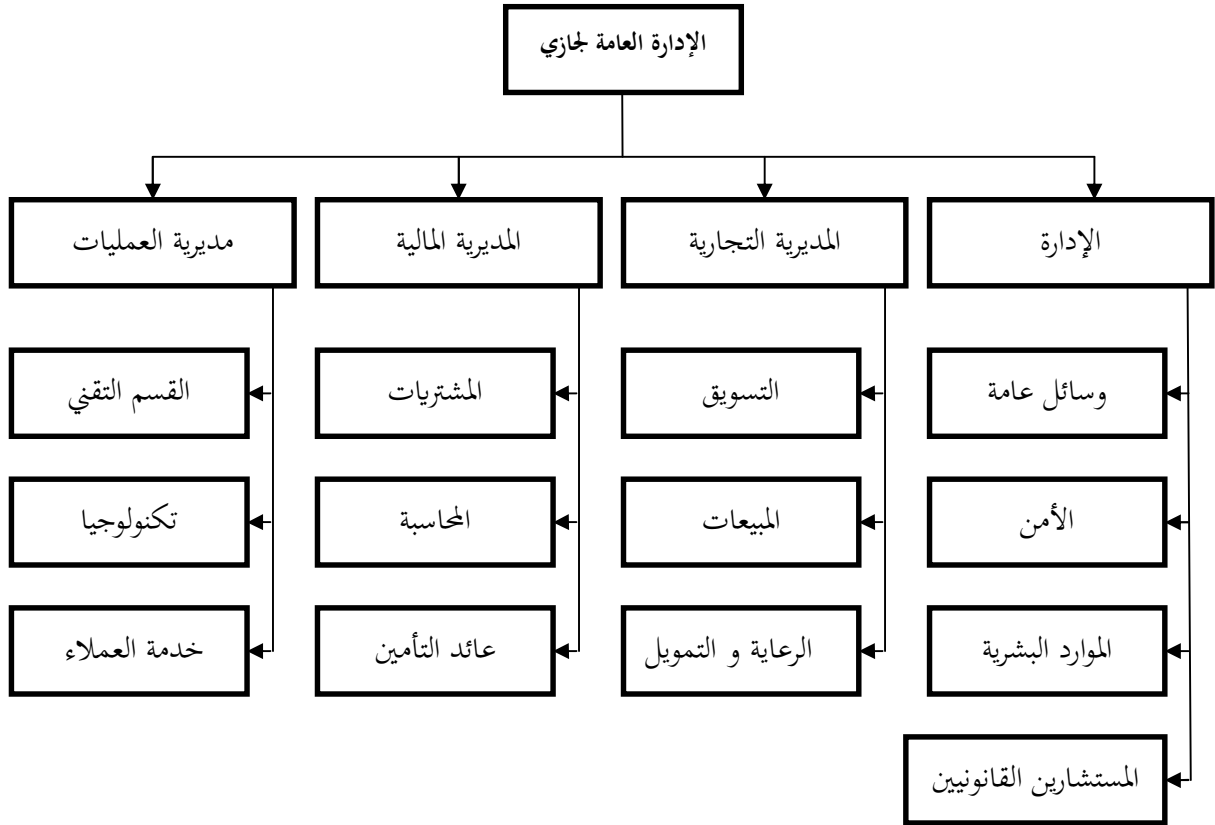 الإدارة العامة لجازي
الإدارة
المديرية التجارية
المديرية المالية
مديرية العمليات
وسائل عامة
التسويق
المشتريات
القسم التقني
الأمن
المبيعات
المحاسبة
تكنولوجيا
الموارد البشرية
الرعاية و التمويل
عائد التأمين
خدمة العملاء
المستشارين القانونيين